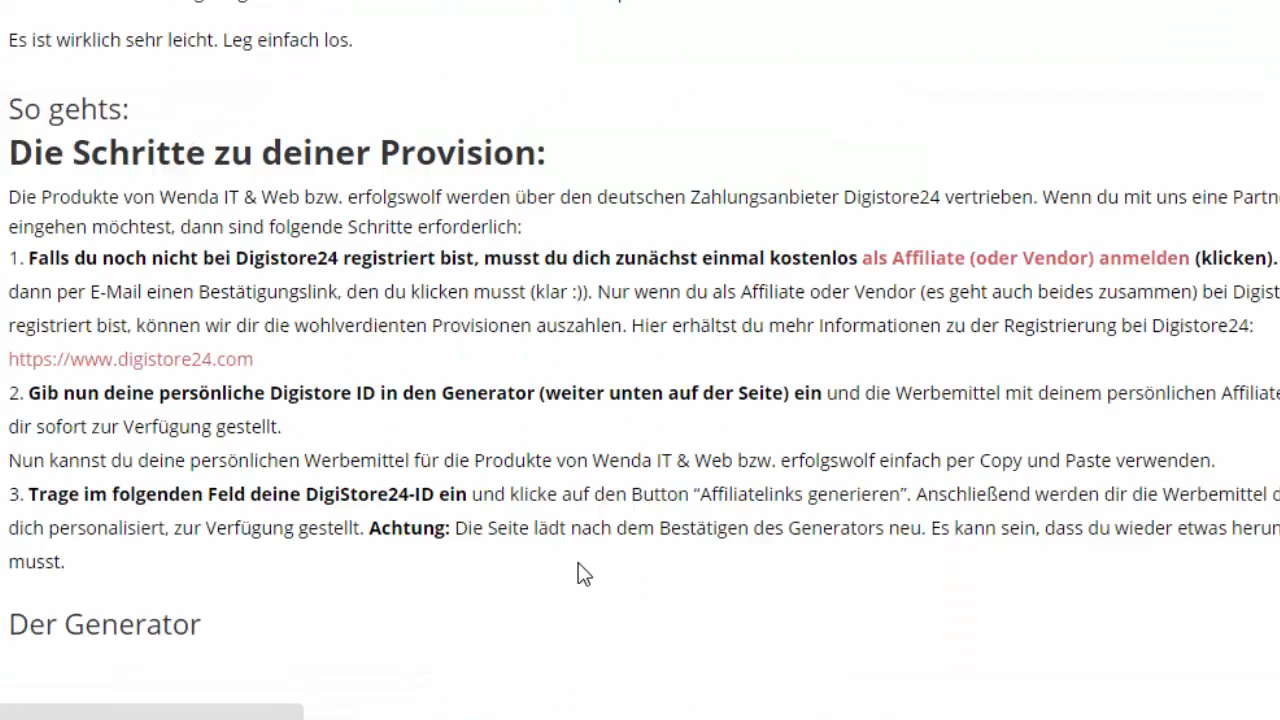 Es ist wirklich sehr leicht. Leg einfach los.
So gehts:
Die Schritte zu deiner Provision:
Die Produkte von Wenda IT & Web bzw. erfolgswolf werden über den deutschen Zahlungsanbieter Digistore24 vertrieben. Wenn du mit uns eine
eingehen möchtest, dann sind folgende Schritte erforderlich:
1. Falls du noch nicht bei Digistore24 registriert bist, musst du dich zunächst einmal kostenlos als Affiliate (oder Vendor) anmelden (klicken).
dann per E-Mail einen Bestätigungslink, den du klicken musst (klar :)). Nur wenn du als Affiliate oder Vendor (es geht auch beides zusammen) bei
registriert bist, können wir dir die wohlverdienten Provisionen auszahlen. Hier erhältst du mehr Informationen zu der Registrierung bei Digistore24:
https://www.digistore24.com
2. Gib nun deine persönliche Digistore ID in den Generator (weiter unten auf der Seite) ein und die Werbemittel mit deinem persönlichen
dir sofort zur Verfügung gestellt.
Nun kannst du deine persönlichen Werbemittel für die Produkte von Wenda IT & Web bzw. erfolgswolf einfach per Copy und Paste verwenden.
3. Trage im folgenden Feld deine DigiStore24-ID ein und klicke auf den Button “Affiliatelinks generieren”. Anschließend werden dir die Werbemittel
dich personalisiert, zur Verfügung gestellt. Achtung: Die Seite lädt nach dem Bestätigen des Generators neu. Es kann sein, dass du wieder etwas
musst.
Der Generator